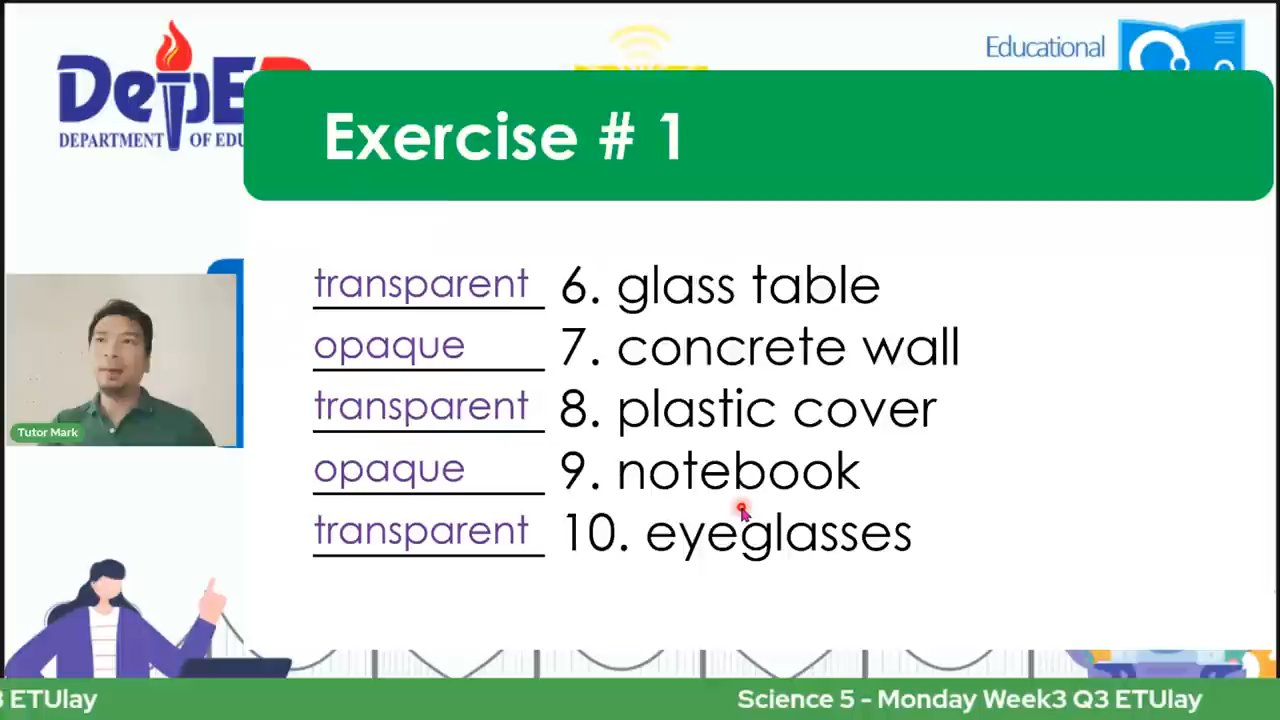 DepED
DEPARTMENT OF EDU
Educational
Exercise # 1
transparent 6. glass table
opaque 7. concrete wall
transparent 8. plastic cover
opaque 9. notebook
transparent 10. eyeglasses
Tutor Mark
3 ETUlay
Science 5 - Monday Week3 Q3 ETUlay